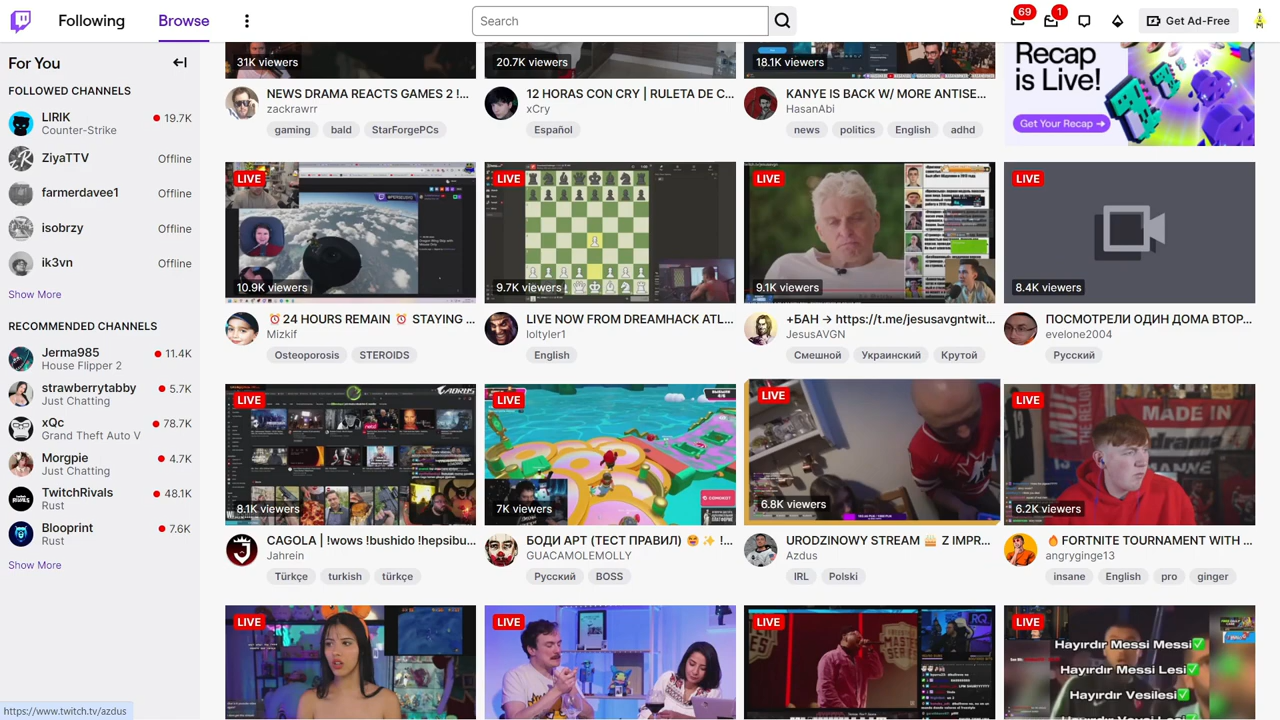 Following
Browse
Search
69
1
Get Ad-Free
For You
FOLLOWED CHANNELS
LIRIK
Counter-Strike
19.7K
ZiyaTTV
Offline
farmerjoee1
Offline
isocozy
Offline
ik3vn
Offline
Show More
RECOMMENDED CHANNELS
Jerma985
House Flipper 2
11.4K
strawberrytabby
Just Chatting
5.7K
xQc
Grand Theft Auto V
78.7K
Morgpie
Just Chatting
4.7K
TwitchRivals
Rust
48.1K
Blooprint
Rust
7.6K
Show More
31K viewers
zackrawrr
gaming
StarForgePCs
20.7K viewers
12 HORAS CON CRY | RULETA DE C...
xCry
Español
18.1K viewers
KANYE IS BACK W/ MORE ANTISE...
HasanAbi
news
politics
English
adhd
Recap
is Live!
Get Your Recap →
LIVE
10.9K viewers
⏰ 24 HOURS REMAIN ⏰ STAYING ...
Mizkif
Osteoporosis
STEROIDS
LIVE
9.7K viewers
LIVE NOW FROM DREAMHACK ATL...
loltyler1
English
LIVE
9.1K viewers
+БАН → https://t.me/jesusavgntwit...
JesusAVGN
Смешной
Украинский
Крутой
LIVE
8.4K viewers
ПОСМОТРЕЛИ ОДИН ДОМА ВТОР...
evelone2004
Русский
LIVE
8.1K viewers
CAGOLA | !wows !bushido !hepsibu...
Jahrein
Türkçe
turkish
türkçe
LIVE
7K viewers
БОДИ АРТ (ТЕСТ ПРАВИЛ) 😍 ✨ !...
GUACAMOLEMOLLY
Русский
BOSS
LIVE
6.8K viewers
URODZINOWY STREAM 🎂 Z IMPR...
Azdus
IRL
Polski
LIVE
MADE IN
drama
6.2K viewers
🔥FORTNITE TOURNAMENT WITH ...
angryginge13
insane
English
pro
ginger
LIVE
LIVE
LIVE
LIVE
Hayırdır Messi Messi✅
Hayırdır Messi Lesi✅
Hayırdır Vesilesi✅
https://www.twitch.tv/azdus